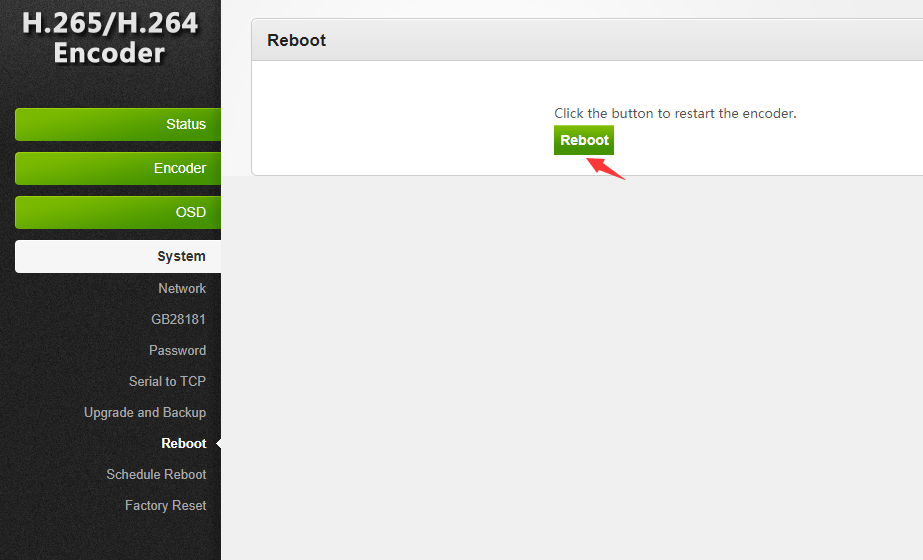 H.265/H.264
Encoder
Status
Encoder
OSD
System
Network
GB28181
Password
Serial to TCP
Upgrade and Backup
Reboot
Schedule Reboot
Factory Reset
Reboot
Click the button to restart the encoder.
Reboot